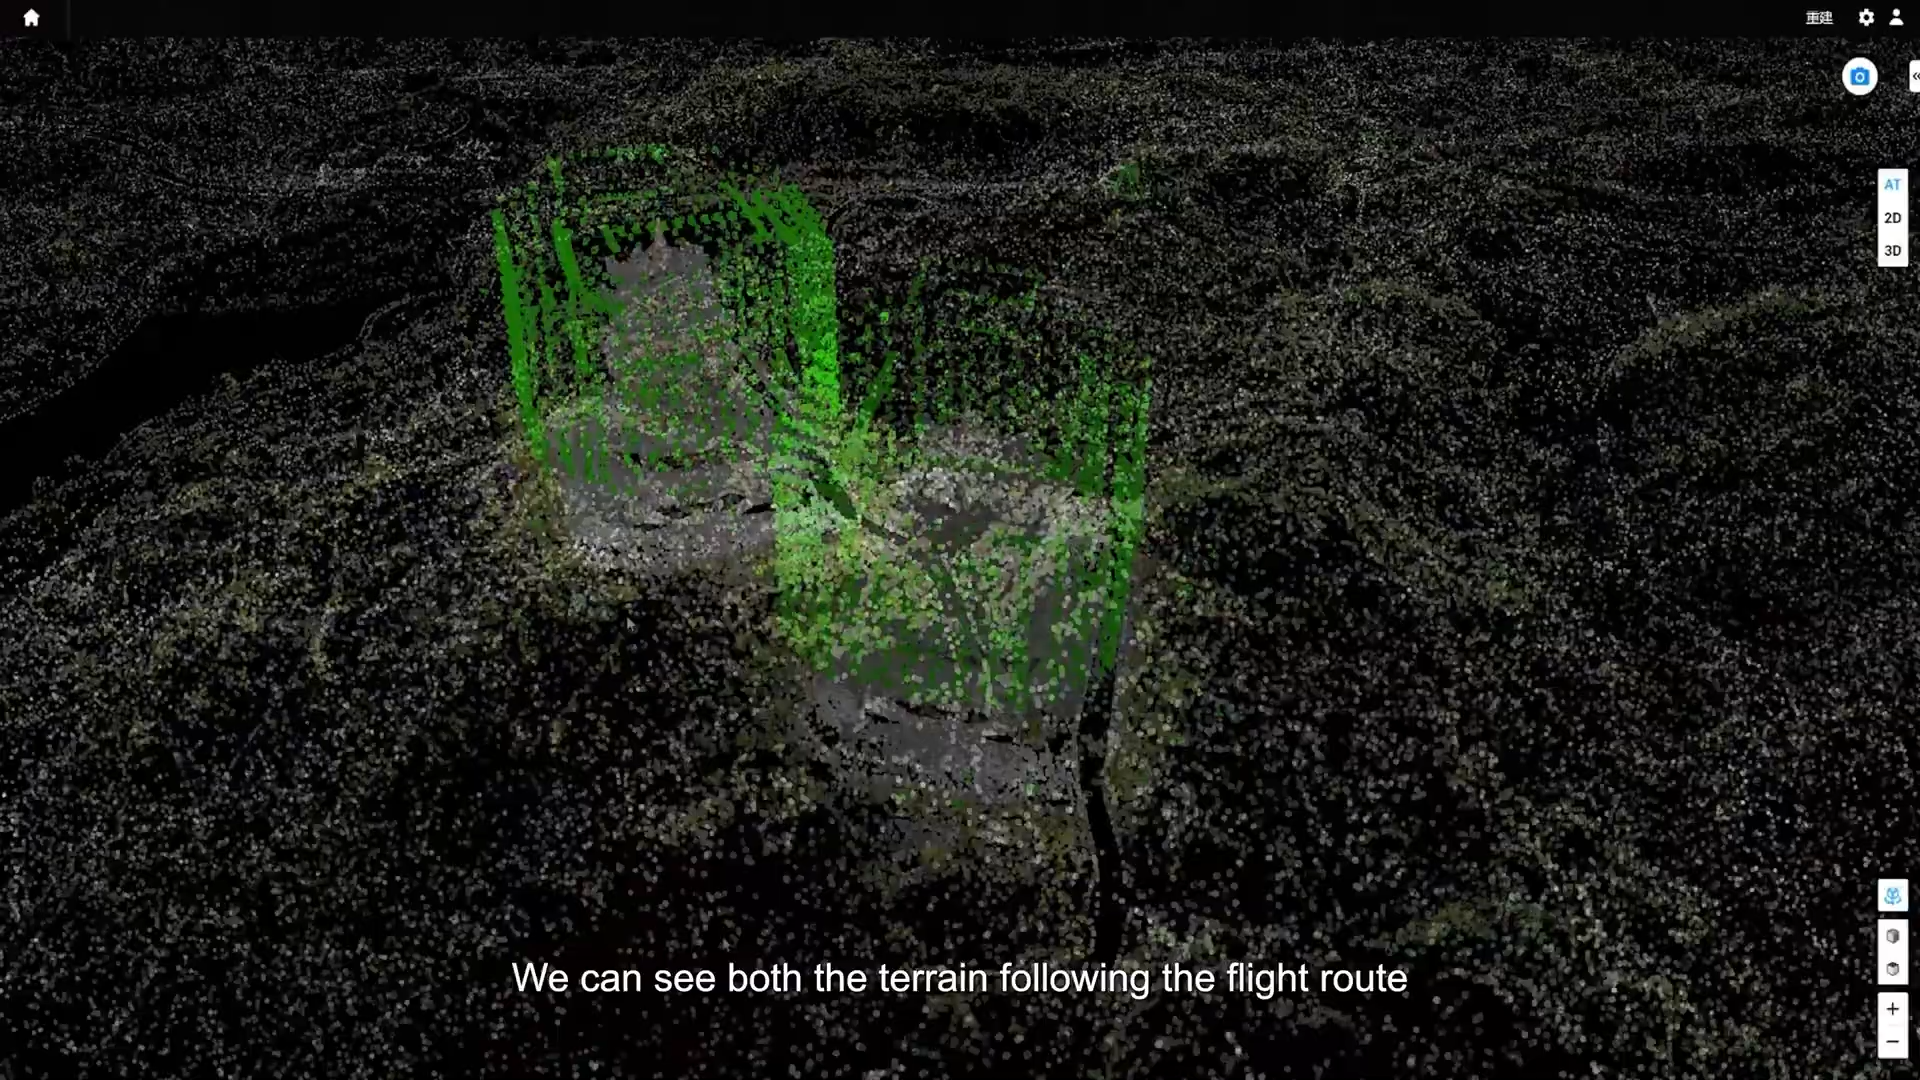 重建
AT
2D
3D
We can see both the terrain following the flight route